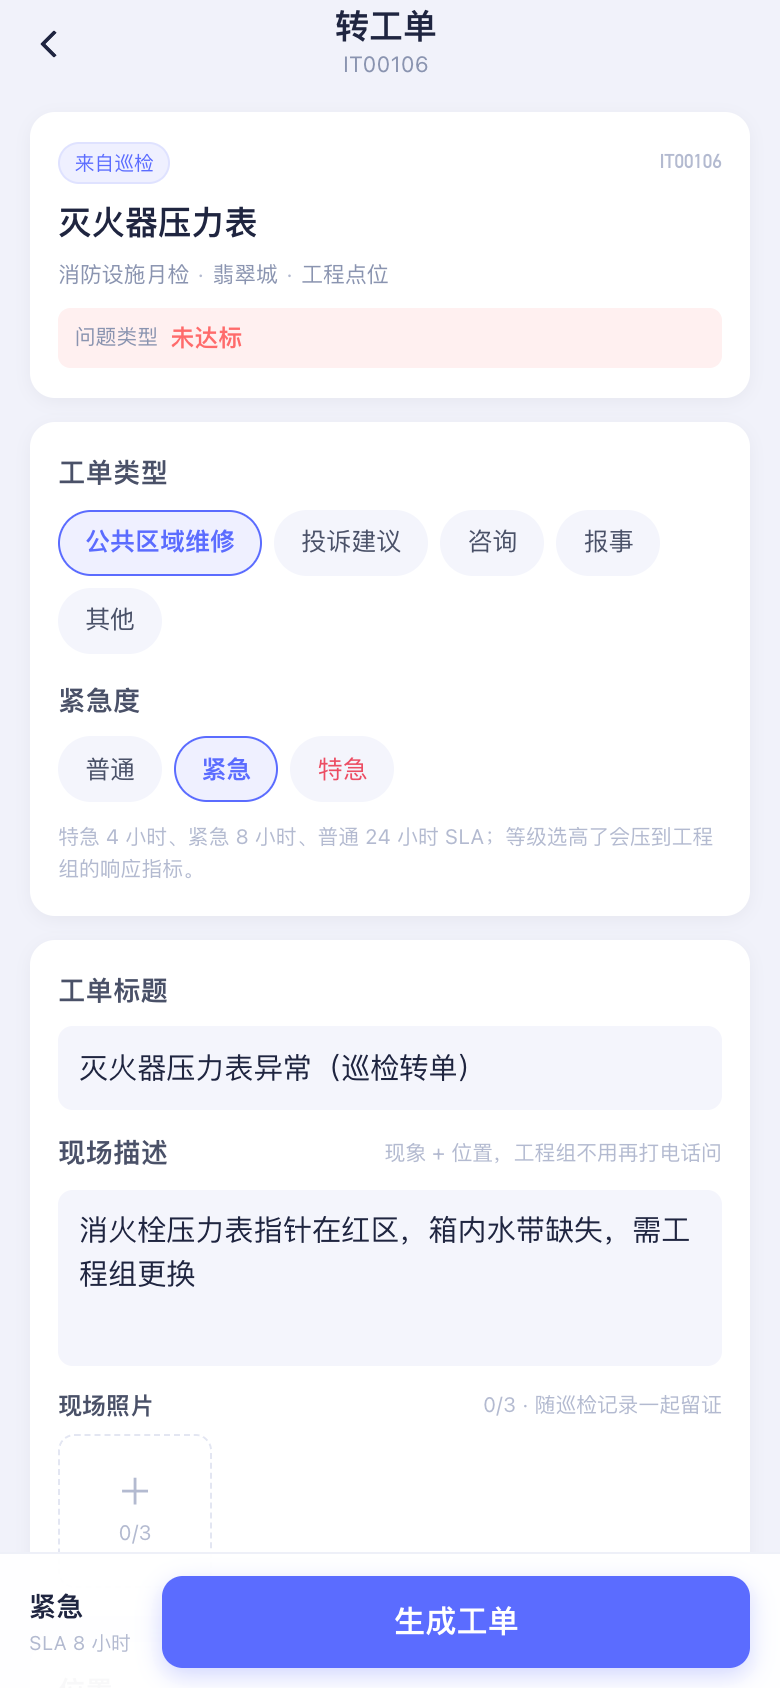 转工单
IT00106
来自巡检
IT00106
灭火器压力表
消防设施月检 · 翡翠城 · 工程点位
问题类型 未达标
工单类型
公共区域维修 投诉建议 咨询 报事
其他
紧急度
普通 紧急 特急
特急 4 小时、紧急 8 小时、普通 24 小时 SLA；等级选高了会压到工程
组的响应指标。
工单标题
灭火器压力表异常（巡检转单）
现场描述 现象 + 位置，工程组不用再打电话问
消火栓压力表指针在红区，箱内水带缺失，需工
程组更换
现场照片 0/3 · 随巡检记录一起留证
0/3
紧急
SLA 8 小时
生成工单